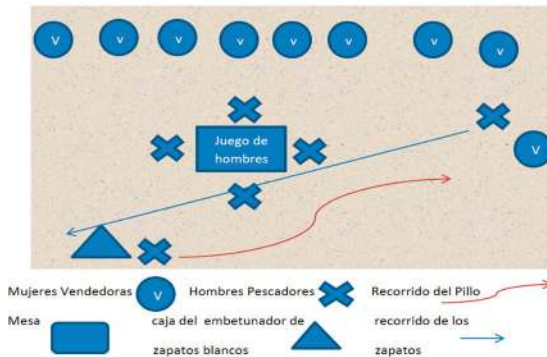 V V V V V V V V
Juego de
hombres
V
Mujeres Vendedoras V Hombres Pescadores Recorrido del Pillo
Mesa caja del embetunador de recorrido de los
zapatos blancos zapatos